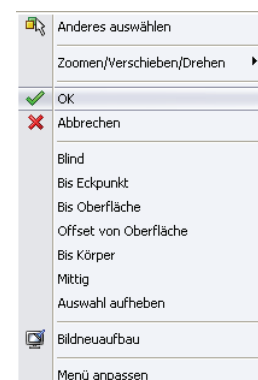 Anderes auswählen
Zoomen/Verschieben/Drehen
OK
Abbrechen
Blind
Bis Eckpunkt
Bis Oberfläche
Offset von Oberfläche
Bis Körper
Mittig
Auswahl aufheben
Bildneuaufbau
Menü anpassen